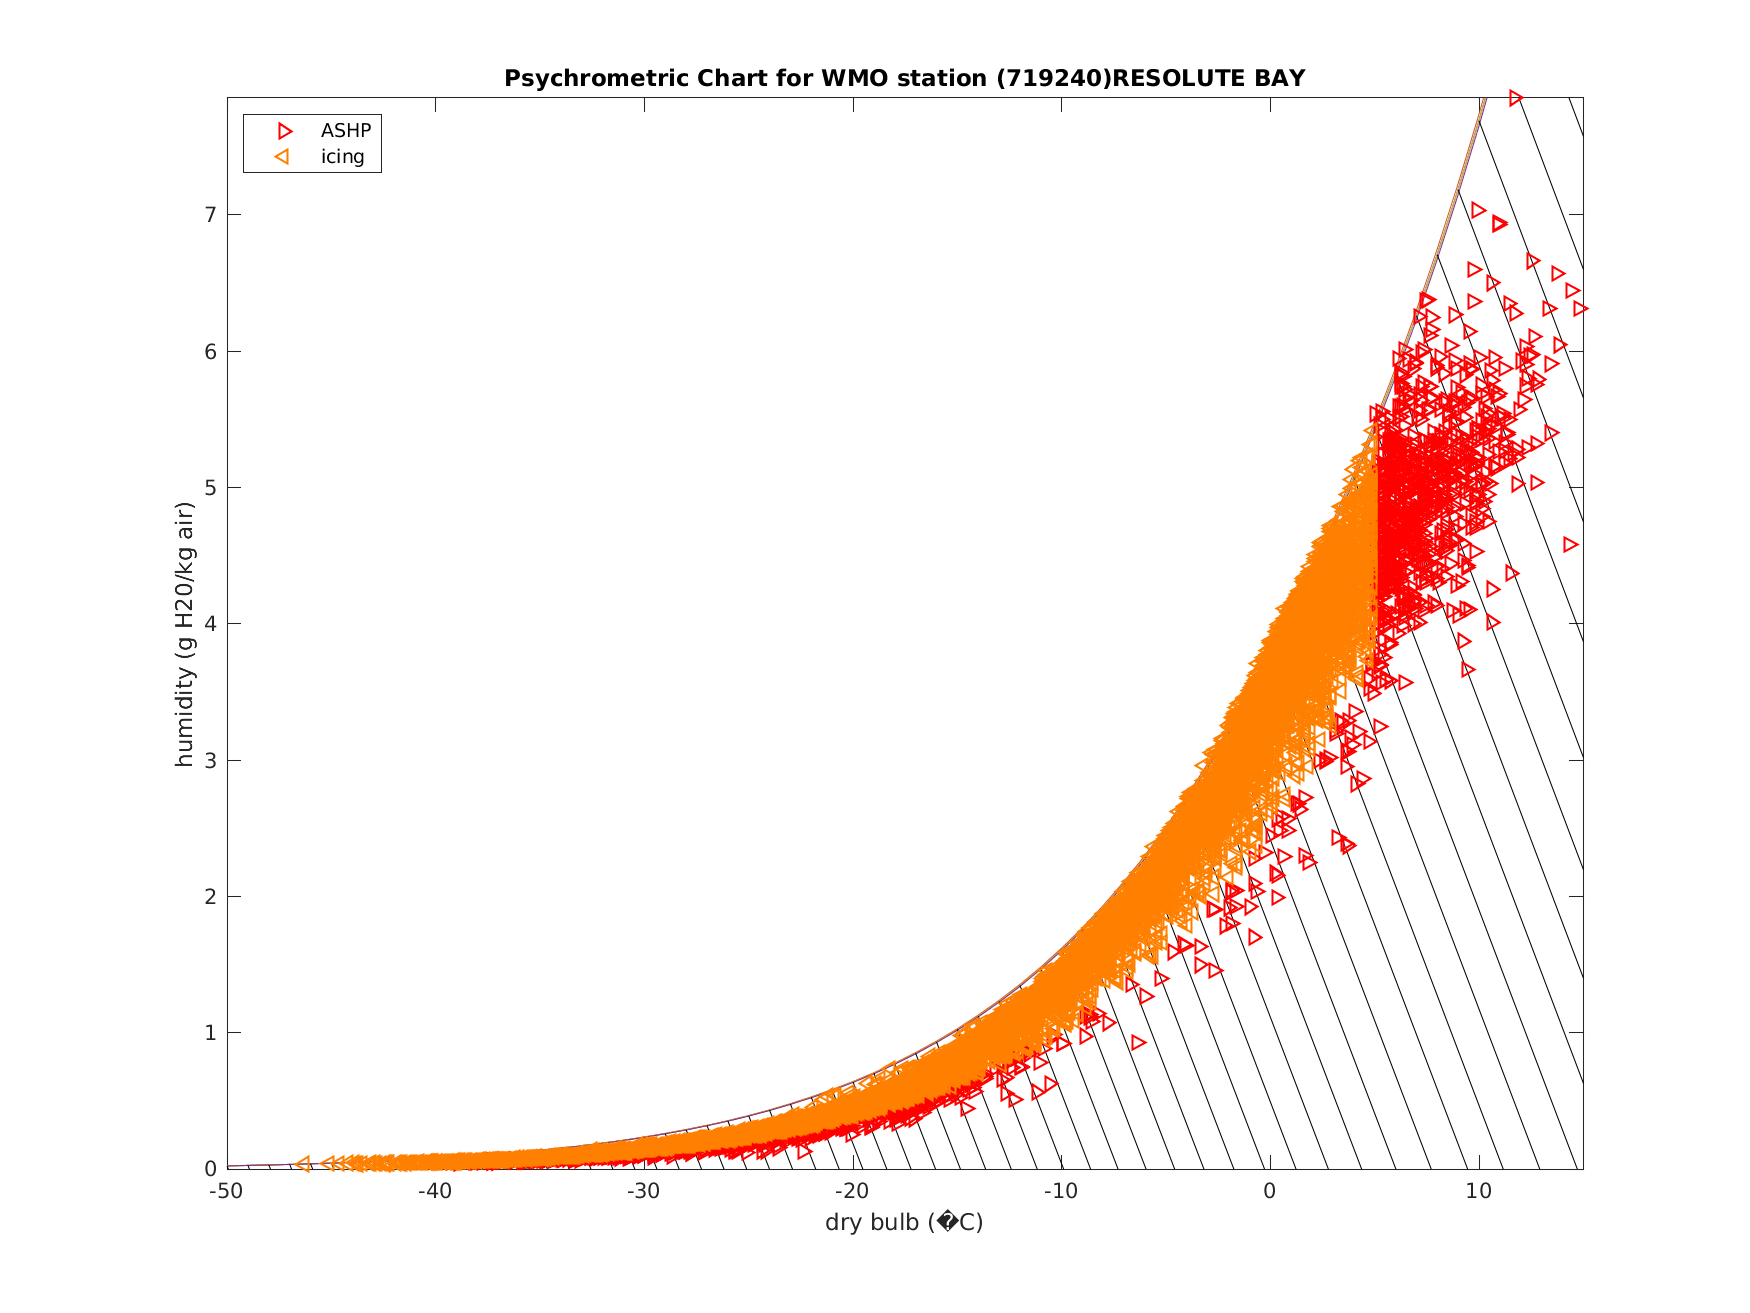 Psychrometric Chart for WMO station (719240)RESOLUTE BAY
ASHP
icing
humidity (g H20/kg air)
7
6
5
4
3
2
1
0
-50 -40 -30 -20 -10 0 10
dry bulb (�C)